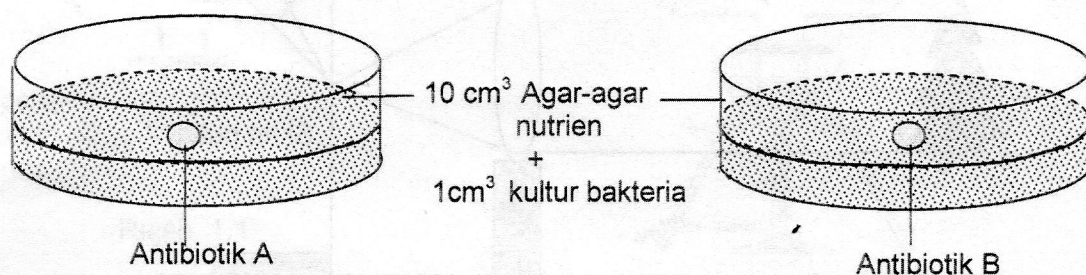 10 cm³ Agar-agar
nutrien
+
1cm³ kultur bakteria
Antibiotik A
Antibiotik B